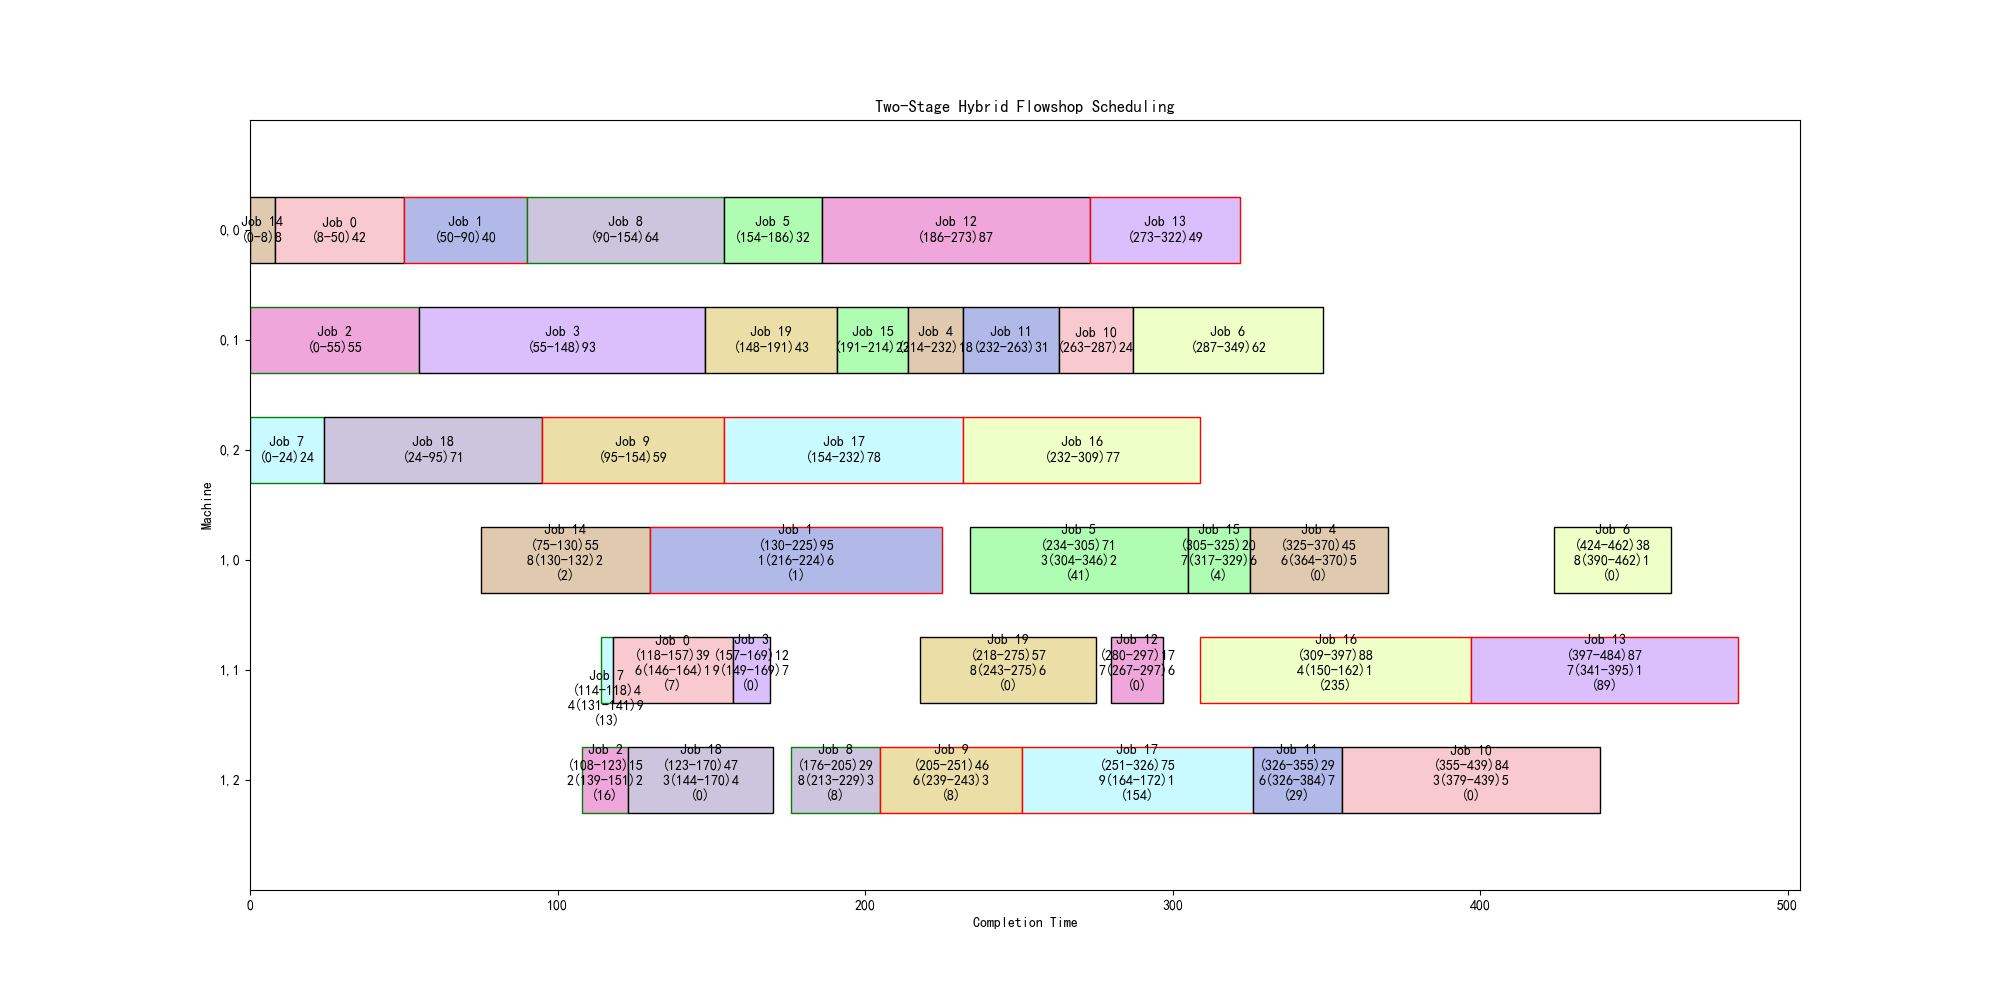 Two-Stage Hybrid Flowshop Scheduling
0,0
Job 14
(0-8)8
Job 0
(8-50)42
Job 1
(50-90)40
Job 8
(90-154)64
Job 5
(154-186)32
Job 12
(186-273)87
Job 13
(273-322)49
0,1
Job 2
(0-55)55
Job 3
(55-148)93
Job 19
(148-191)43
Job 15
(191-214)23
Job 4
(214-232)18
Job 11
(232-263)31
Job 10
(263-287)24
Job 6
(287-349)62
0,2
Job 7
(0-24)24
Job 18
(24-95)71
Job 9
(95-154)59
Job 17
(154-232)78
Job 16
(232-309)77
Machine
1,0
Job 14
(75-130)55
8(130-132)2
(2)
Job 1
(130-225)95
1(216-224)6
(1)
Job 5
(234-305)71
3(304-346)2
(41)
Job 15
(305-325)20
7(317-329)6
(4)
Job 4
(325-370)45
6(364-370)5
(0)
Job 6
(424-462)38
8(390-462)1
(0)
1,1
Job 7
(114-118)4
4(131-141)9
(13)
Job 0
(118-157)39
6(146-164)1
(7)
Job 3
(157-169)12
9(149-169)7
(0)
Job 19
(218-275)57
8(243-275)6
(0)
Job 12
(280-297)17
7(267-297)6
(0)
Job 16
(309-397)88
4(150-162)1
(235)
Job 13
(397-484)87
7(341-395)1
(89)
1,2
Job 2
(108-123)15
2(139-151)2
(16)
Job 18
(123-170)47
3(144-170)4
(0)
Job 8
(176-205)29
8(213-229)3
(8)
Job 9
(205-251)46
6(239-243)3
(8)
Job 17
(251-326)75
9(164-172)1
(154)
Job 11
(326-355)29
6(326-384)7
(29)
Job 10
(355-439)84
3(379-439)5
(0)
0
100
200
300
400
500
Completion Time